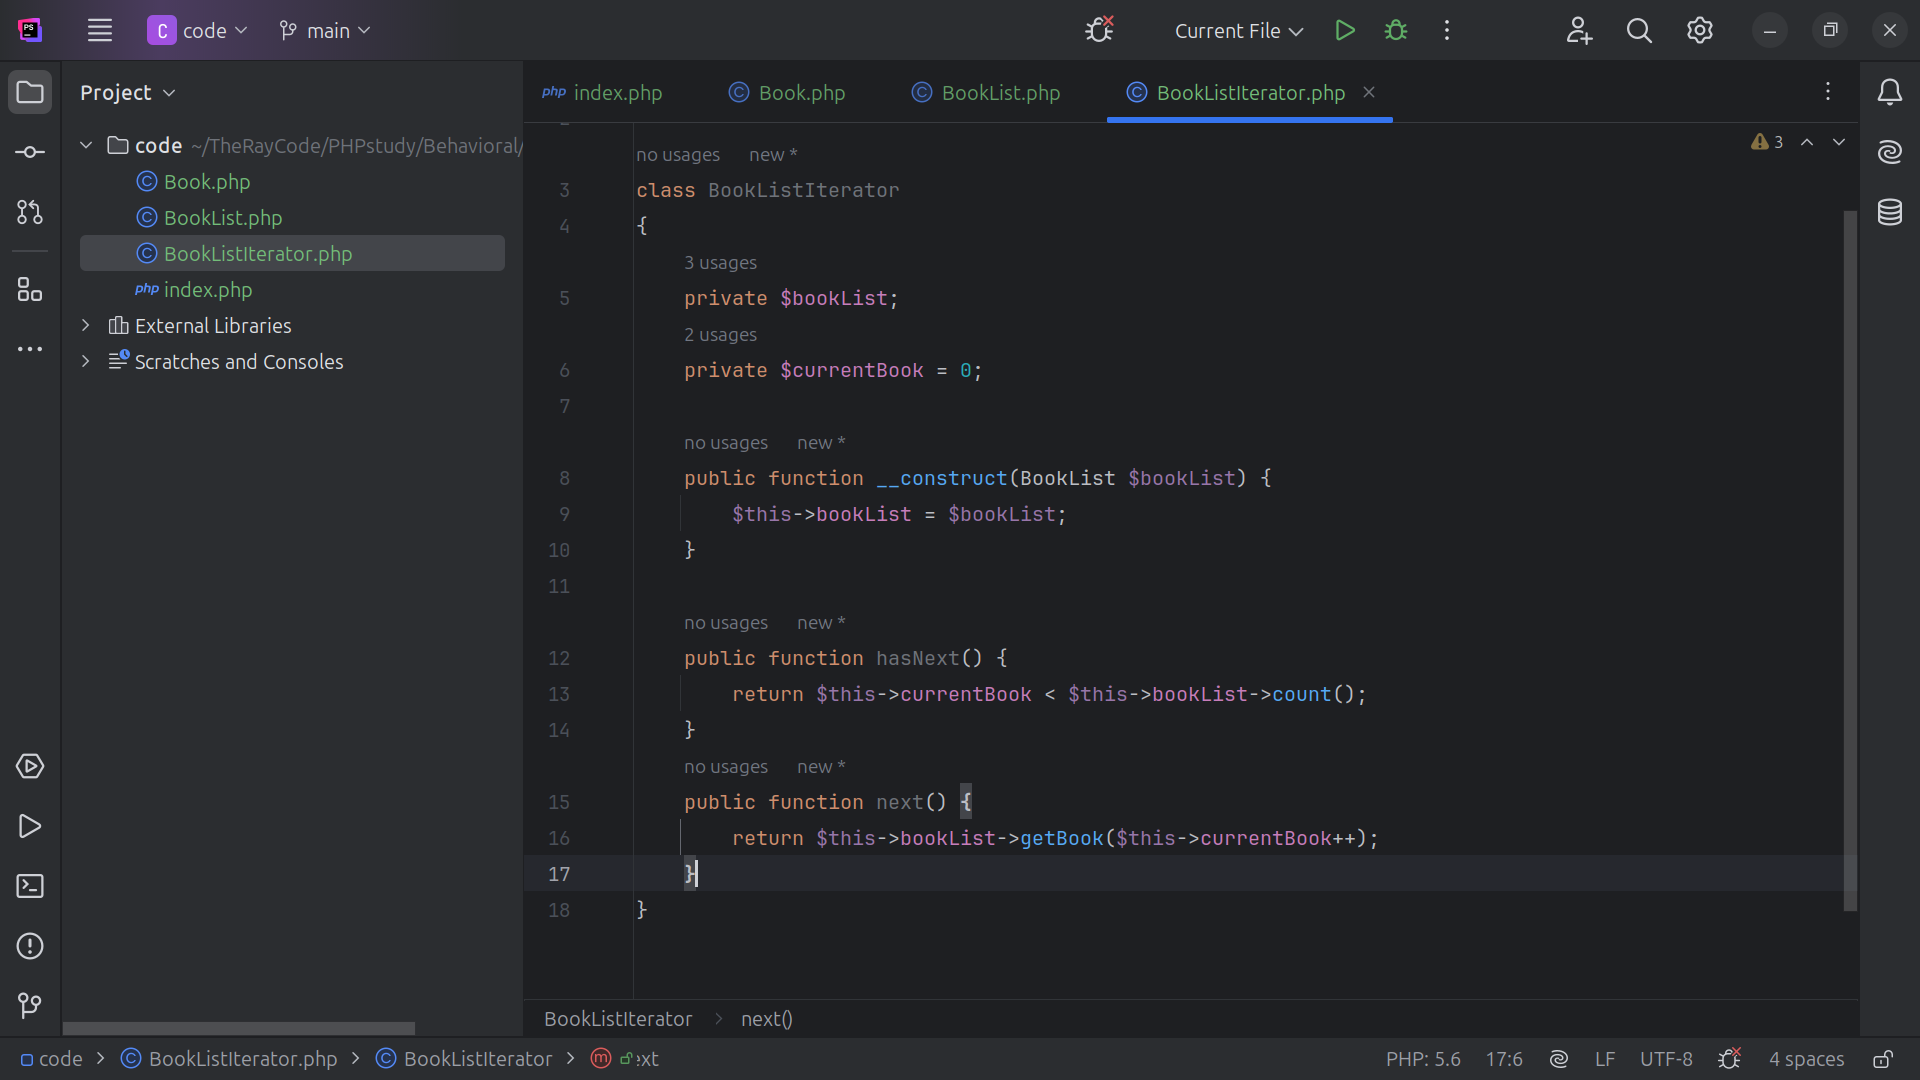 PS
C code main Current File
Project
code ~/TheRayCode/PHPstudy/Behavioral/
Book.php
BookList.php
BookListIterator.php
index.php
External Libraries
Scratches and Consoles
index.php Book.php BookList.php BookListIterator.php
3
no usages new *
3 class BookListIterator
4 {
3 usages
5 private $bookList;
2 usages
6 private $currentBook = 0;
7
no usages new *
8 public function __construct(BookList $bookList) {
9 $this->bookList = $bookList;
10 }
11
no usages new *
12 public function hasNext() {
13 return $this->currentBook < $this->bookList->count();
14 }
no usages new *
15 public function next() {
16 return $this->bookList->getBook($this->currentBook++);
17 }
18 }
BookListIterator > next()
code > BookListIterator.php > BookListIterator > ext
PHP: 5.6 17:6 LF UTF-8 4 spaces